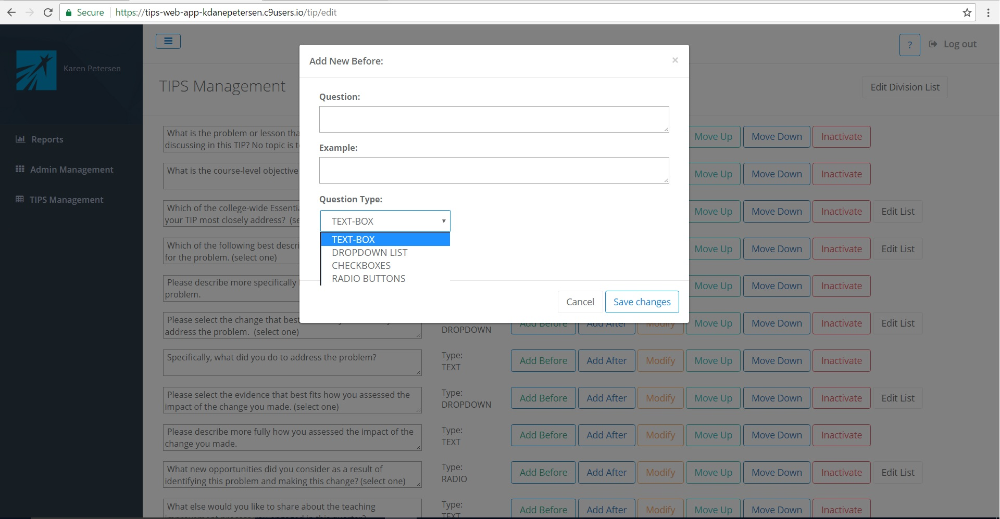 Secure https://tips-web-app-kdanepetersen.c9users.io/tip/edit
Karen Petersen
? Log out
TIPS Management
Edit Division List
Reports
Admin Management
TIPS Management
Add New Before: ×
Question:
Example:
Question Type:
TEXT-BOX
TEXT-BOX
DROPDOWN LIST
CHECKBOXES
RADIO BUTTONS
Cancel Save changes
What is the problem or lesson
discussing in this TIP? No topic is
Move Up Move Down Inactivate
What is the course-level objective
Move Up Move Down Inactivate
Which of the college-wide
your TIP most closely address?
Move Up Move Down Inactivate Edit List
Which of the following best
for the problem. (select one)
Move Up Move Down Inactivate Edit List
Please describe more specifically
problem.
Move Up Move Down Inactivate
Please select the change that best
address the problem. (select one)
DROPDOWN
Add Before Add After Modify Move Up Move Down Inactivate Edit List
Specifically, what did you do to address the problem?
Type:
TEXT
Add Before Add After Modify Move Up Move Down Inactivate
Please select the evidence that best fits how you assessed the
impact of the change you made. (select one)
Type:
DROPDOWN
Add Before Add After Modify Move Up Move Down Inactivate Edit List
Please describe more fully how you assessed the impact of the
change you made.
Type:
TEXT
Add Before Add After Modify Move Up Move Down Inactivate
What new opportunities did you consider as a result of
identifying this problem and making this change? (select one)
Type:
RADIO
Add Before Add After Modify Move Up Move Down Inactivate Edit List
What else would you like to share about the teaching
Type:
TEXT
Add Before Add After Modify Move Up Move Down Inactivate